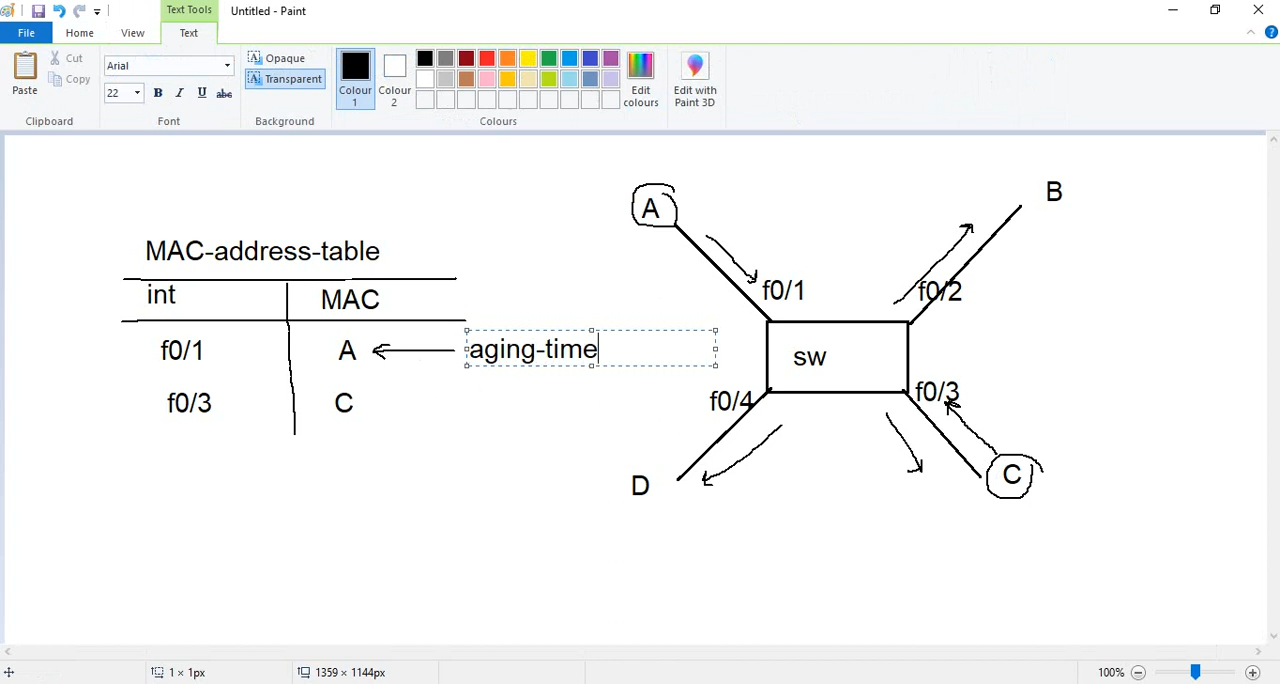 Text Tools
Untitled - Paint
File
Home
View
Text
Paste
Cut
Copy
Clipboard
Arial
22
B
I
U
abc
Font
A Opaque
A Transparent
Background
Colour
1
Colour
2
Edit
colours
Edit with
Paint 3D
Colours
?
MAC-address-table
int
MAC
f0/1
A
aging-time
f0/3
C
A
B
f0/1
f0/2
sw
f0/4
f0/3
D
C
1 × 1px
1359 × 1144px
100%